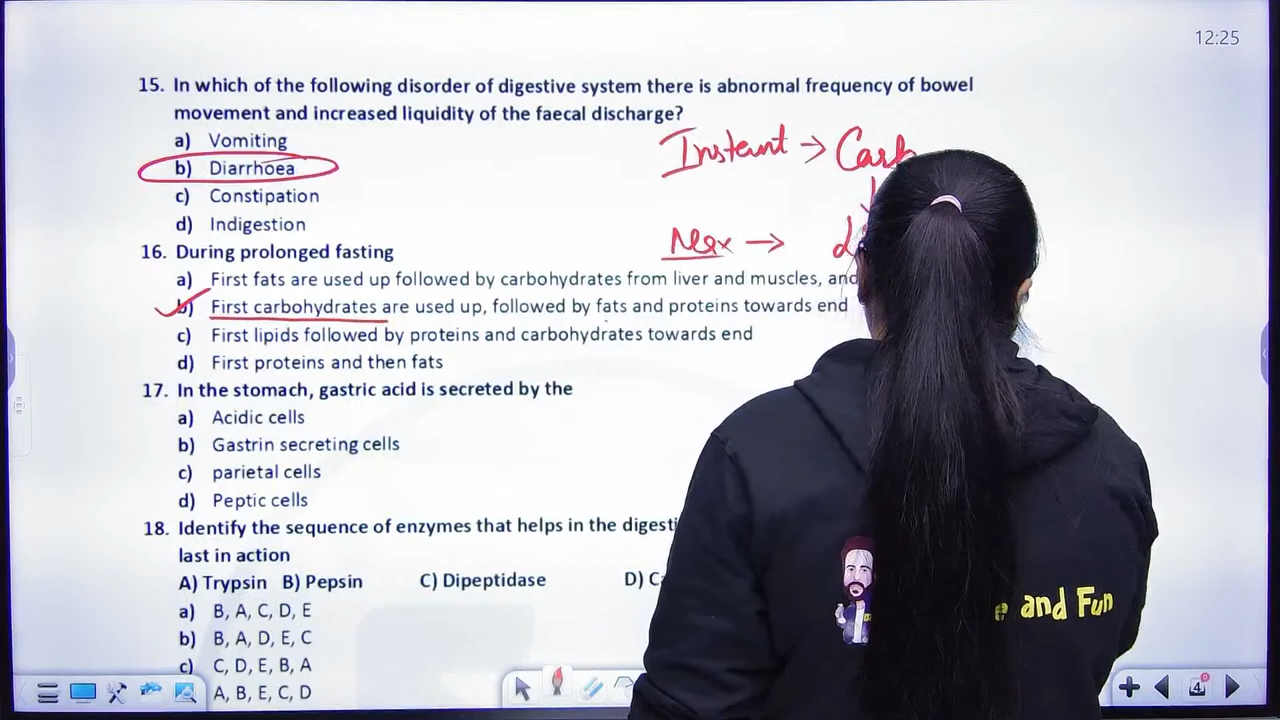 12:25
15. In which of the following disorder of digestive system there is abnormal frequency of bowel
movement and increased liquidity of the faecal discharge?
Instant → Carb
a) Vomiting
b) Diarrhoea
c) Constipation
d) Indigestion
Max →
16. During prolonged fasting
a) First fats are used up followed by carbohydrates from liver and muscles, and
b) First carbohydrates are used up, followed by fats and proteins towards end
c) First lipids followed by proteins and carbohydrates towards end
d) First proteins and then fats
17. In the stomach, gastric acid is secreted by the
a) Acidic cells
b) Gastrin secreting cells
c) parietal cells
d) Peptic cells
18. Identify the sequence of enzymes that helps in the
last in action
A) Trypsin B) Pepsin C) Dipeptidase D)
a) B, A, C, D, E
b) B, A, D, E, C
c) C, D, E, B, A
A, B, E, C, D
and Fun
4